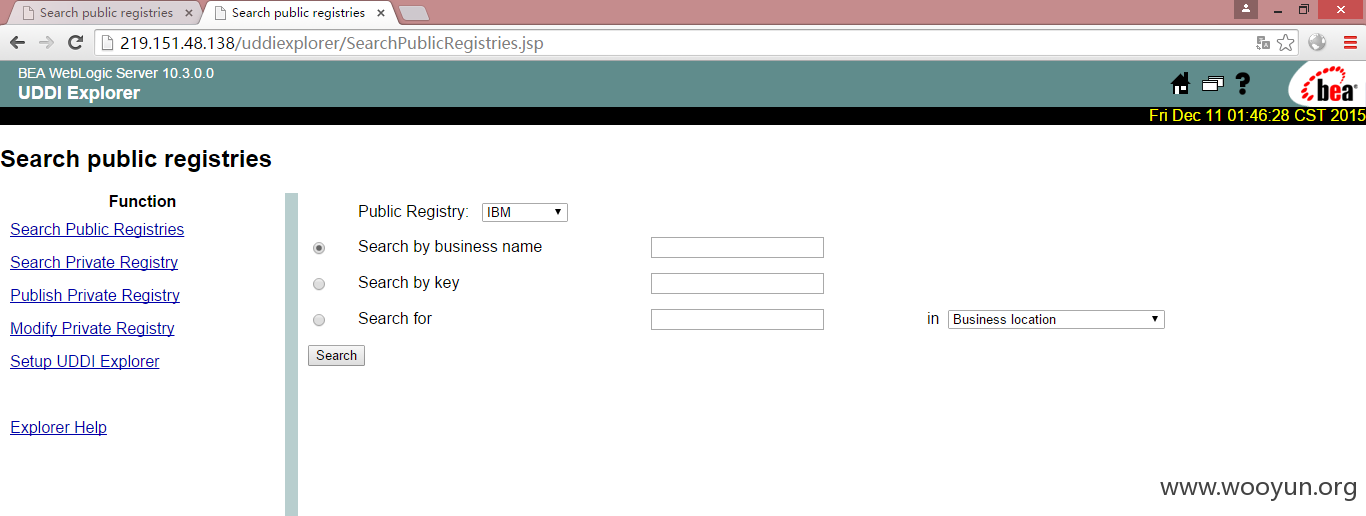 Search public registries
Search public registries
219.151.48.138/uddiexplorer/SearchPublicRegistries.jsp
BEA WebLogic Server 10.3.0.0
UDDI Explorer
bea
Fri Dec 11 01:46:28 CST 2015
Search public registries
Function
Search Public Registries
Search Private Registry
Publish Private Registry
Modify Private Registry
Setup UDDI Explorer
Explorer Help
Public Registry: IBM
Search by business name
Search by key
Search for in Business location
Search
www.wooyun.org